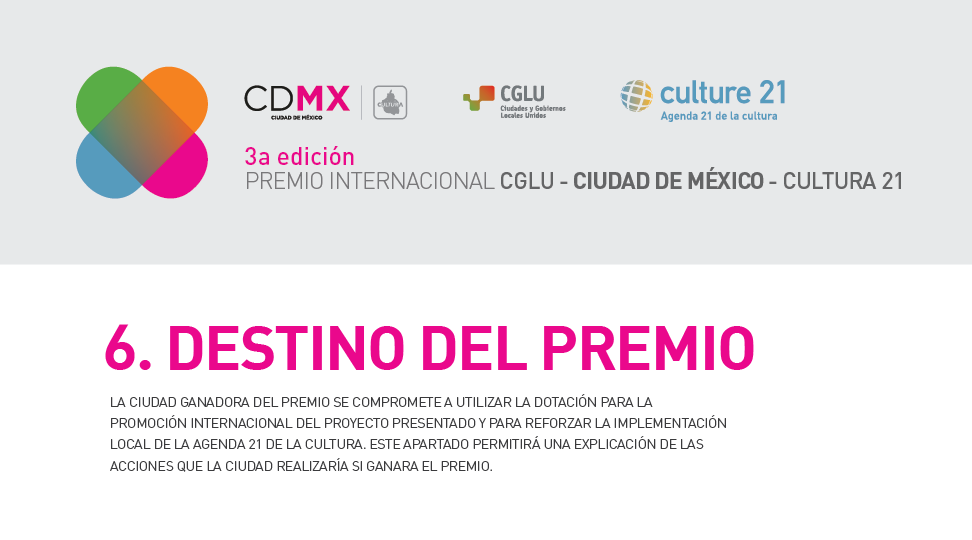 CDMX
CIUDAD DE MÉXICO
CULTURA
CGLU
Ciudades y Gobiernos
Locales Unidos
culture 21
Agenda 21 de la cultura
3a edición
PREMIO INTERNACIONAL CGLU - CIUDAD DE MÉXICO - CULTURA 21
6. DESTINO DEL PREMIO
LA CIUDAD GANADORA DEL PREMIO SE COMPROMETE A UTILIZAR LA DOTACIÓN PARA LA
PROMOCIÓN INTERNACIONAL DEL PROYECTO PRESENTADO Y PARA REFORZAR LA IMPLEMENTACIÓN
LOCAL DE LA AGENDA 21 DE LA CULTURA. ESTE APARTADO PERMITIRÁ UNA EXPLICACIÓN DE LAS
ACCIONES QUE LA CIUDAD REALIZARÍA SI GANARA EL PREMIO.